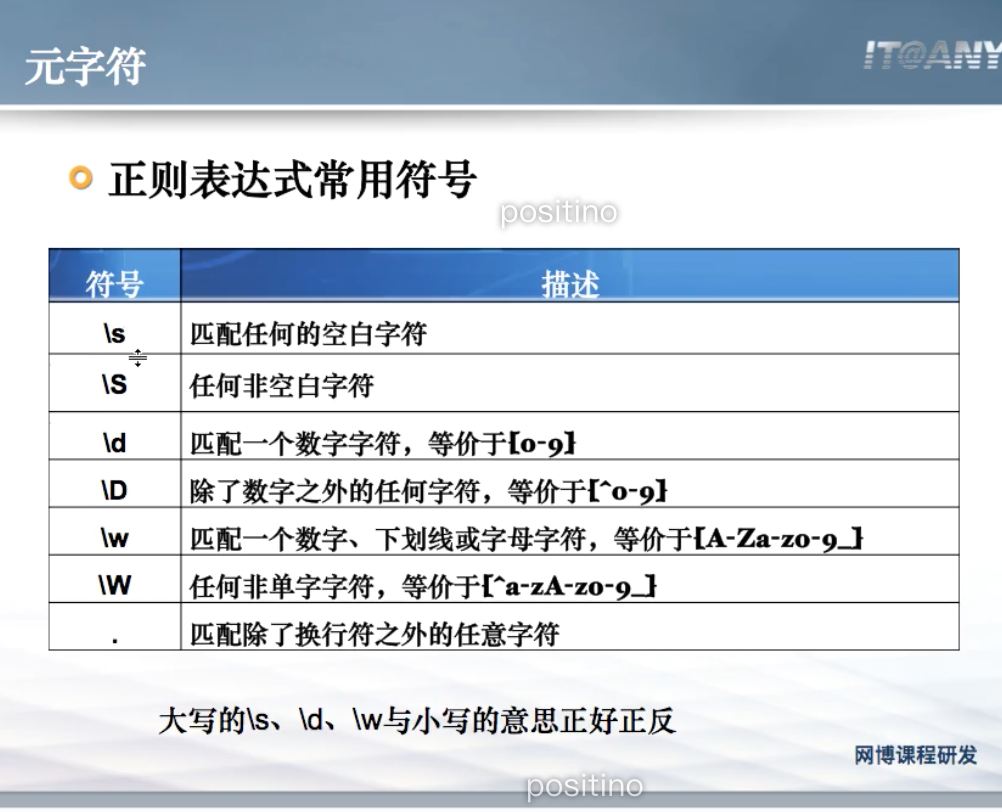 元字符
IT@ANY
正则表达式常用符号
positino
符号 描述
\s 匹配任何的空白字符
\S 任何非空白字符
\d 匹配一个数字字符，等价于[0-9]
\D 除了数字之外的任何字符，等价于[^0-9]
\w 匹配一个数字、下划线或字母字符，等价于[A-Za-z0-9_]
\W 任何非单字字符，等价于[^a-zA-z0-9_]
. 匹配除了换行符之外的任意字符
大写的\s、\d、\w与小写的意思正好正反
网博课程研发
positino